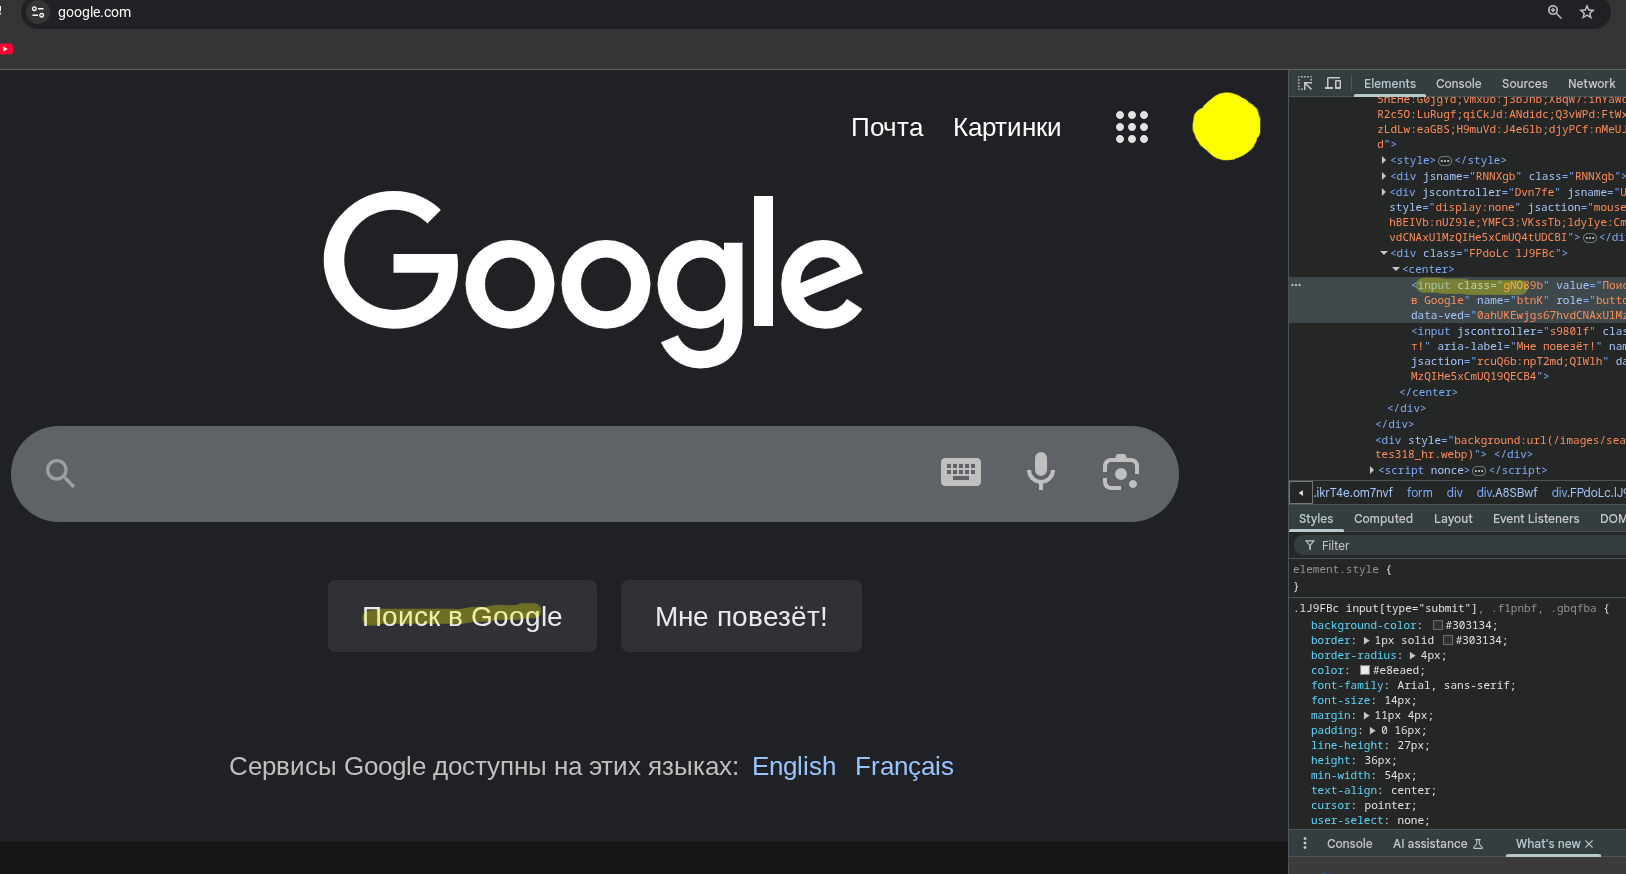 google.com
Elements Console Sources Network
Почта Картинки
Google
Поиск в Google Мне повезёт!
Сервисы Google доступны на этих языках: English Français
R2c5O:LuRugf;qiCkJd:ANdidc;Q3vWPd:FtWx
zLdLw:eaGBS;H9muVd:J4e61b;djyPCf:nMeUJ
d">
<style> </style>
<div jsname="RNNXgb" class="RNNXgb">
<div jscontroller="Dvn7fe" jsname="U
style="display:none" jsaction="mouse
hBEIVb:nUZ9le;YMFC3:VKssTb;ldyIye:Cm
vdCNAxU1MzQIHe5xCmUQ4tUDCBI"> </di
<div class="FPdoLc lJ9FBc">
<center>
<input class="gNO89b" value="Поис
в Google" name="btnK" role="butto
data-ved="0ahUKEwjgs67hvdCNAxU1Mz
<input jscontroller="s980lf" clas
т!" aria-label="Мне повезёт!" nam
jsaction="rcuQ6b:npT2md;QIW1h" da
MzQIHe5xCmUQ19QECB4">
</center>
</div>
</div>
<div style="background:url(/images/sea
tes318_hr.webp)"> </div>
<script nonce> </script>
.ikrT4e.om7nvf form div div.A8SBwf div.FPdoLc.lJ9
Styles Computed Layout Event Listeners DOM
Filter
element.style {
}
.lJ9FBc input[type="submit"], .f1pnbf, .gbqfba {
background-color: #303134;
border: 1px solid #303134;
border-radius: 4px;
color: #e8eaed;
font-family: Arial, sans-serif;
font-size: 14px;
margin: 11px 4px;
padding: 0 16px;
line-height: 27px;
height: 36px;
min-width: 54px;
text-align: center;
cursor: pointer;
user-select: none;
Console AI assistance What's new